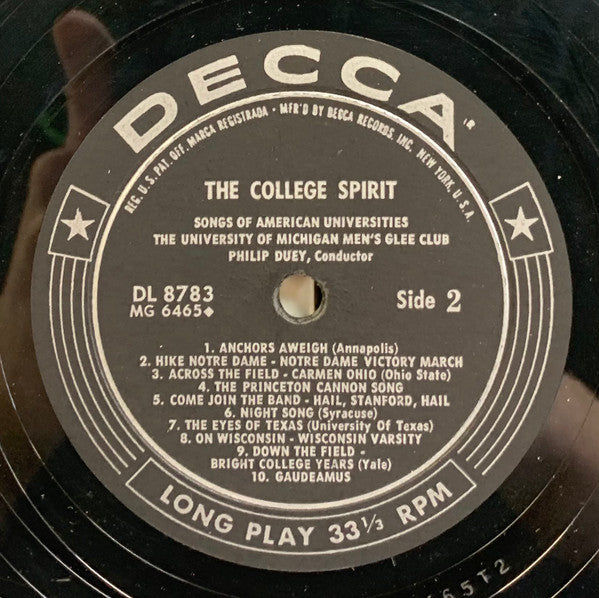 DECCA®
REG. U.S. PAT. OFF. MARCA REGISTRADA • MFR'D BY DECCA RECORDS, INC., NEW YORK, U.S.A.
THE COLLEGE SPIRIT
SONGS OF AMERICAN UNIVERSITIES
THE UNIVERSITY OF MICHIGAN MEN'S GLEE CLUB
PHILIP DUEY, Conductor
DL 8783
MG 6465◆
Side 2
1. ANCHORS AWEIGH (Annapolis)
2. HIKE NOTRE DAME - NOTRE DAME VICTORY MARCH
3. ACROSS THE FIELD - CARMEN OHIO (Ohio State)
4. THE PRINCETON CANNON SONG
5. COME JOIN THE BAND - HAIL, STANFORD, HAIL
6. NIGHT SONG (Syracuse)
7. THE EYES OF TEXAS (University Of Texas)
8. ON WISCONSIN - WISCONSIN VARSITY
9. DOWN THE FIELD -
BRIGHT COLLEGE YEARS (Yale)
10. GAUDEAMUS
LONG PLAY 33 1/3 RPM